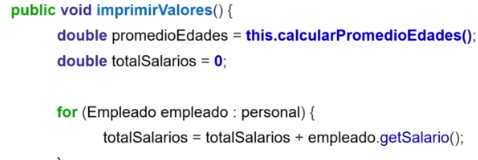 public void imprimirValores() {
double promedioEdades = this.calcularPromedioEdades();
double totalSalarios = 0;
for (Empleado empleado : personal) {
totalSalarios = totalSalarios + empleado.getSalario();